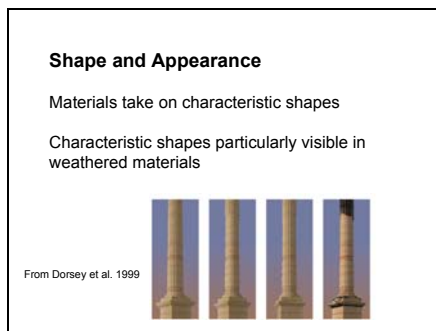 Shape and Appearance
Materials take on characteristic shapes
Characteristic shapes particularly visible in
weathered materials
From Dorsey et al. 1999